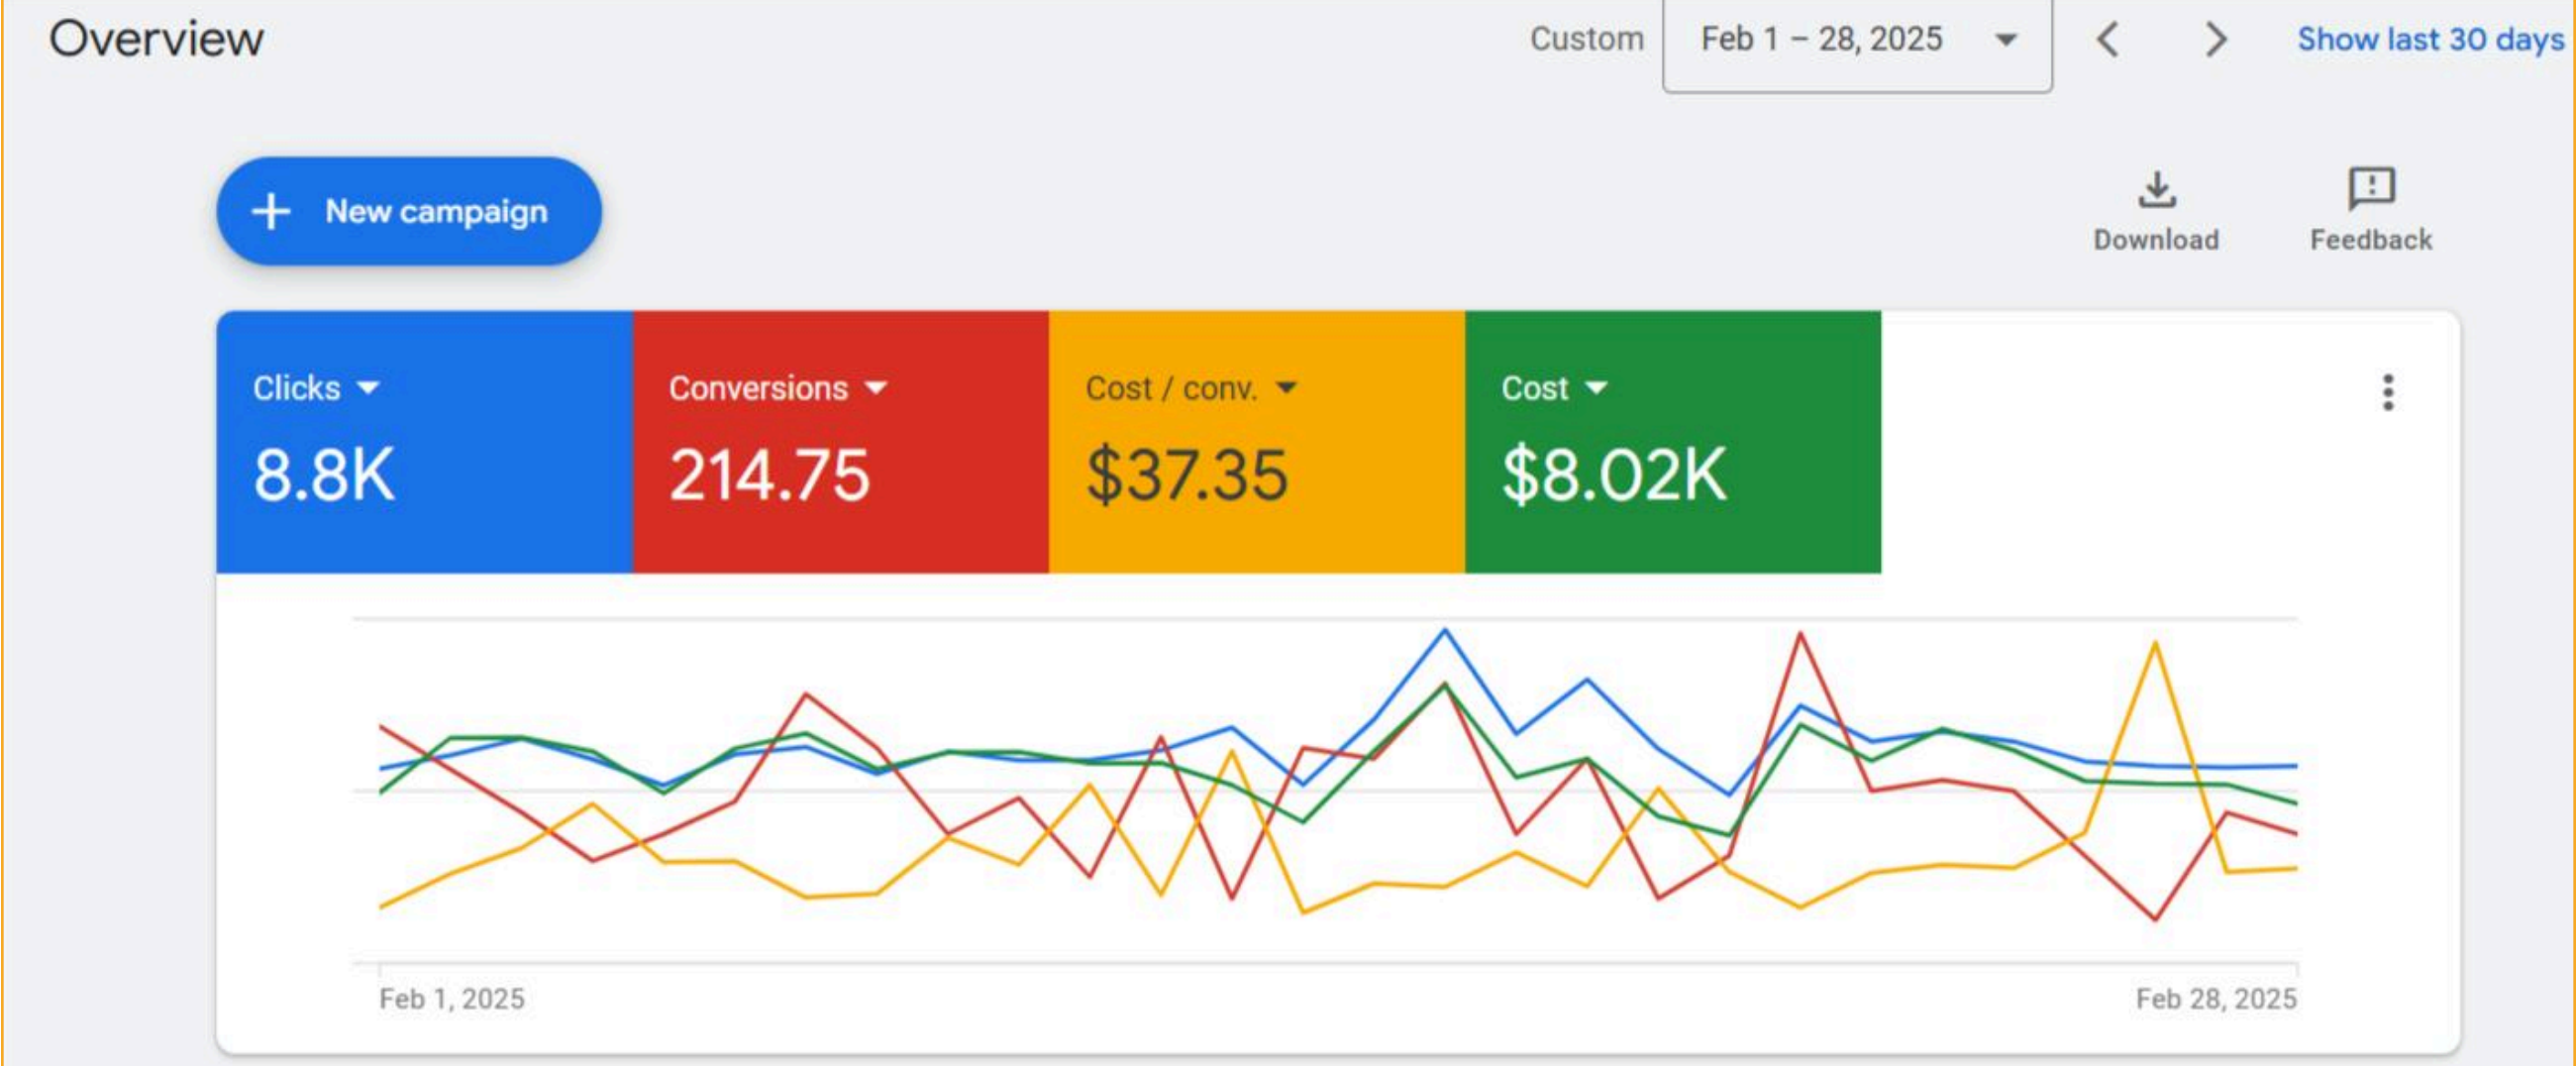 Overview
Custom Feb 1 – 28, 2025 Show last 30 days
New campaign
Download Feedback
Clicks Conversions Cost / conv. Cost
8.8K 214.75 $37.35 $8.02K
Feb 1, 2025 Feb 28, 2025